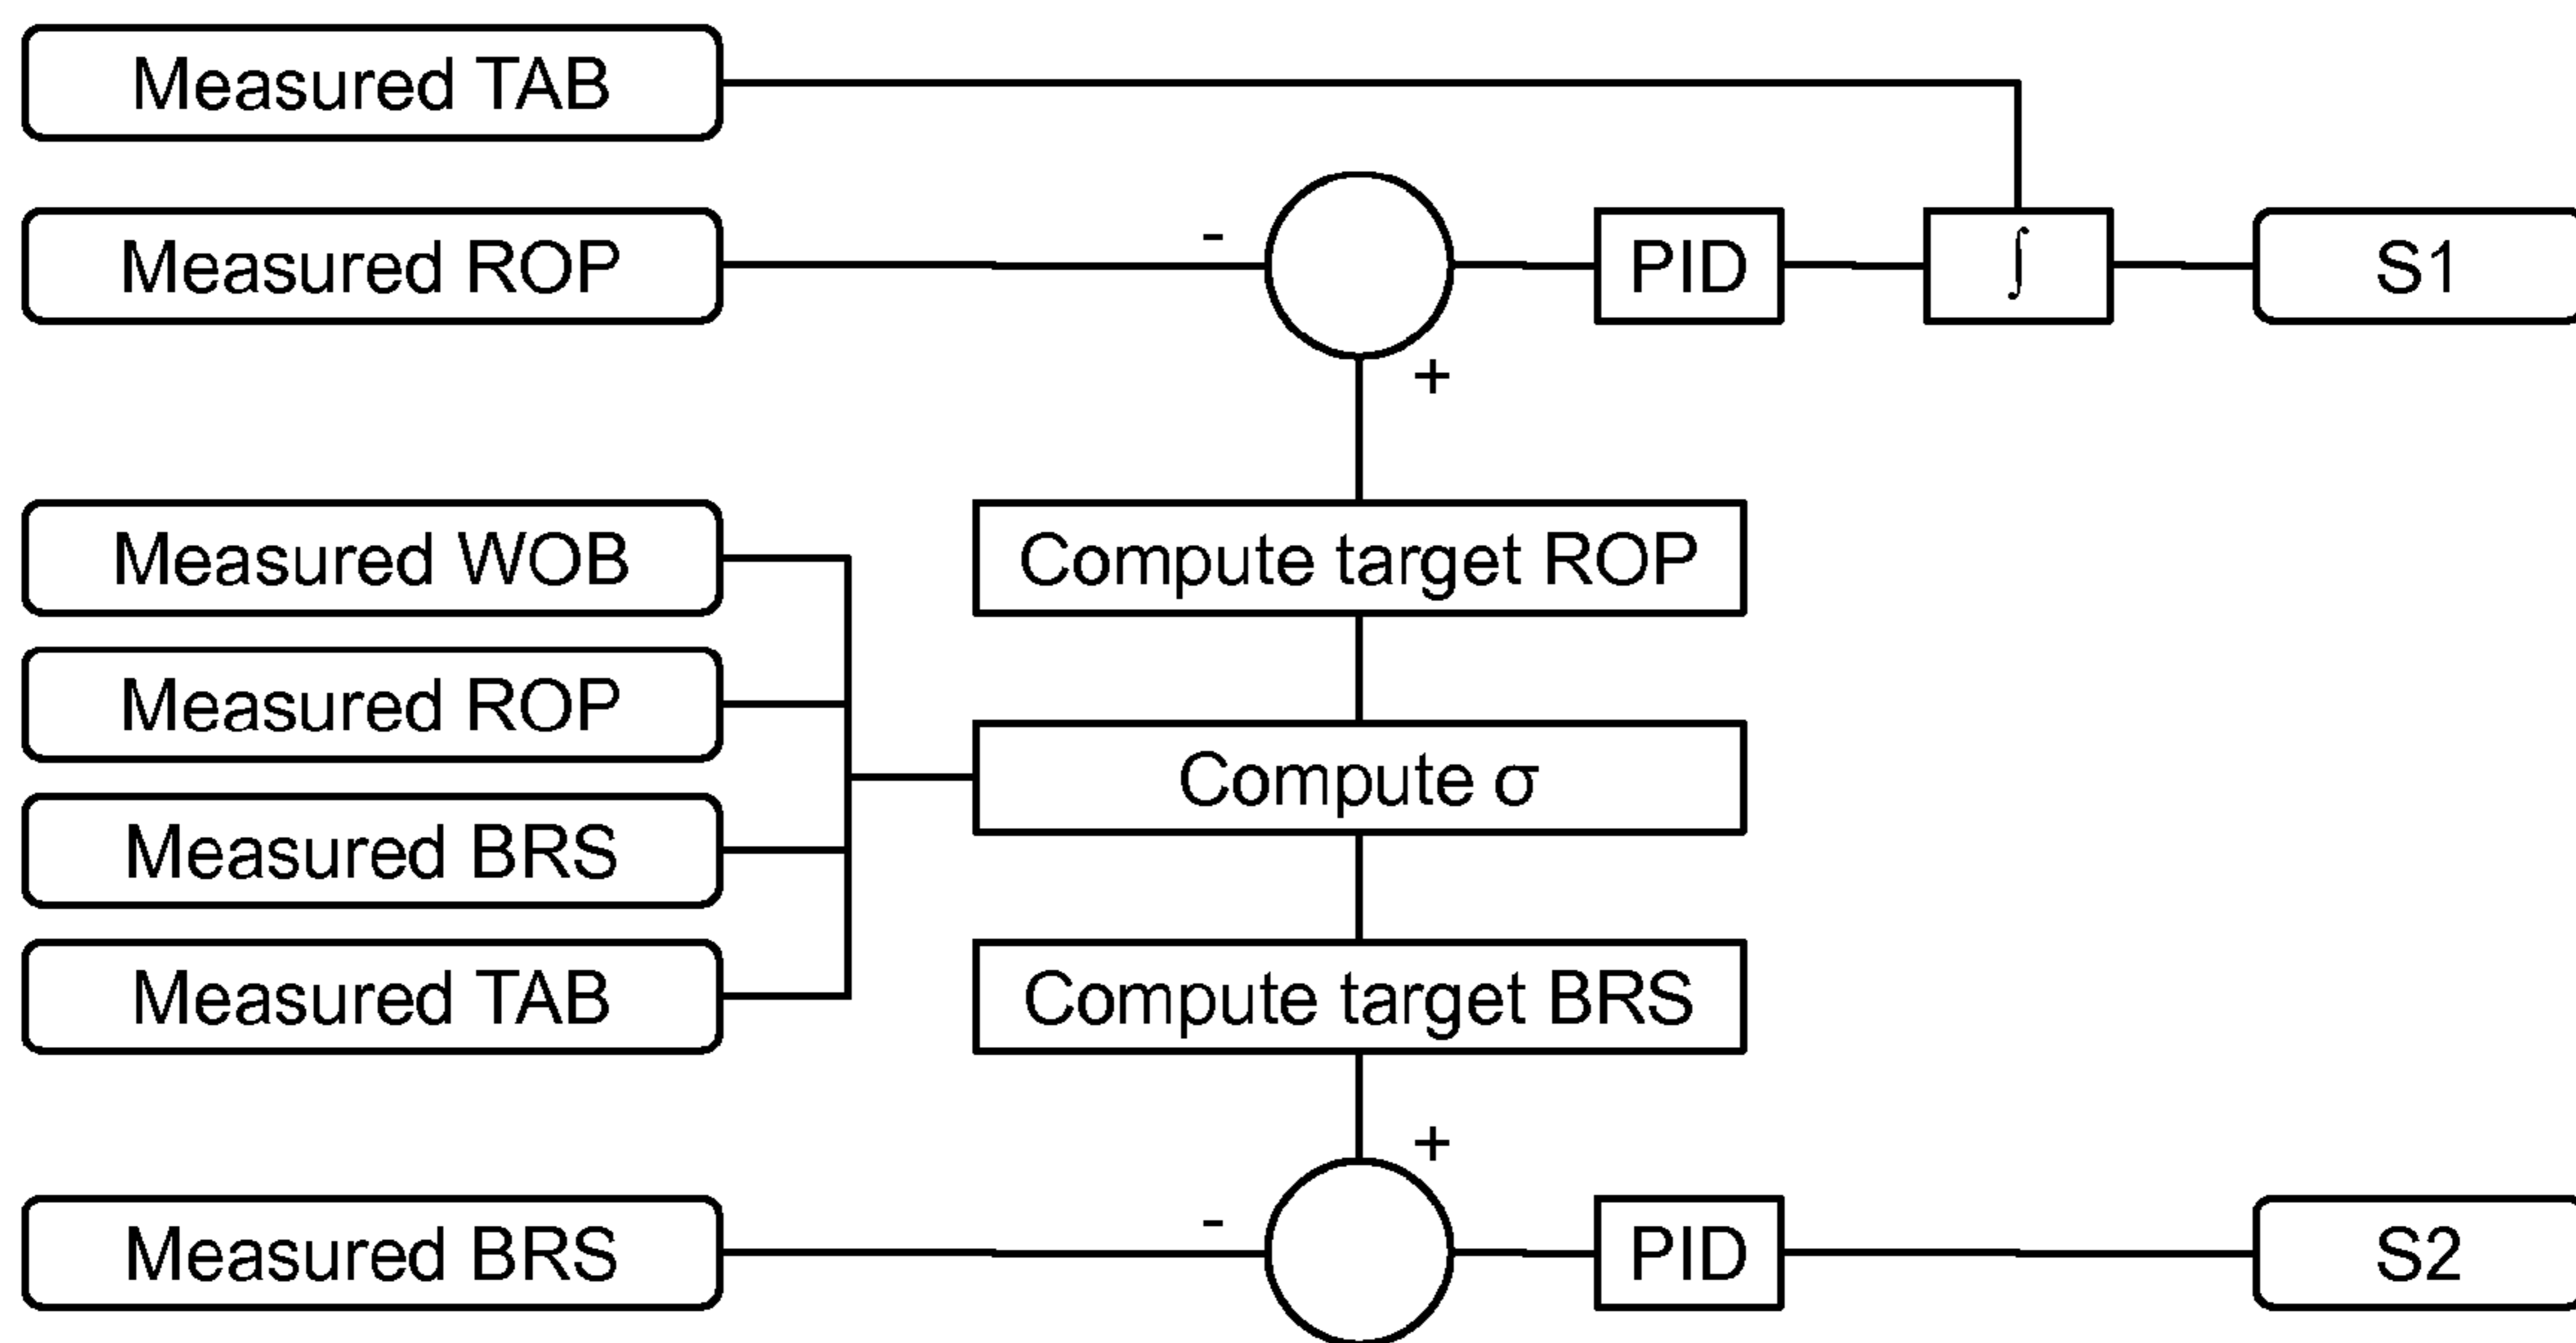 Measured TAB
Measured ROP
-
PID
∫
S1
+
Measured WOB
Compute target ROP
Measured ROP
Compute σ
Measured BRS
Measured TAB
Compute target BRS
+
Measured BRS
-
PID
S2